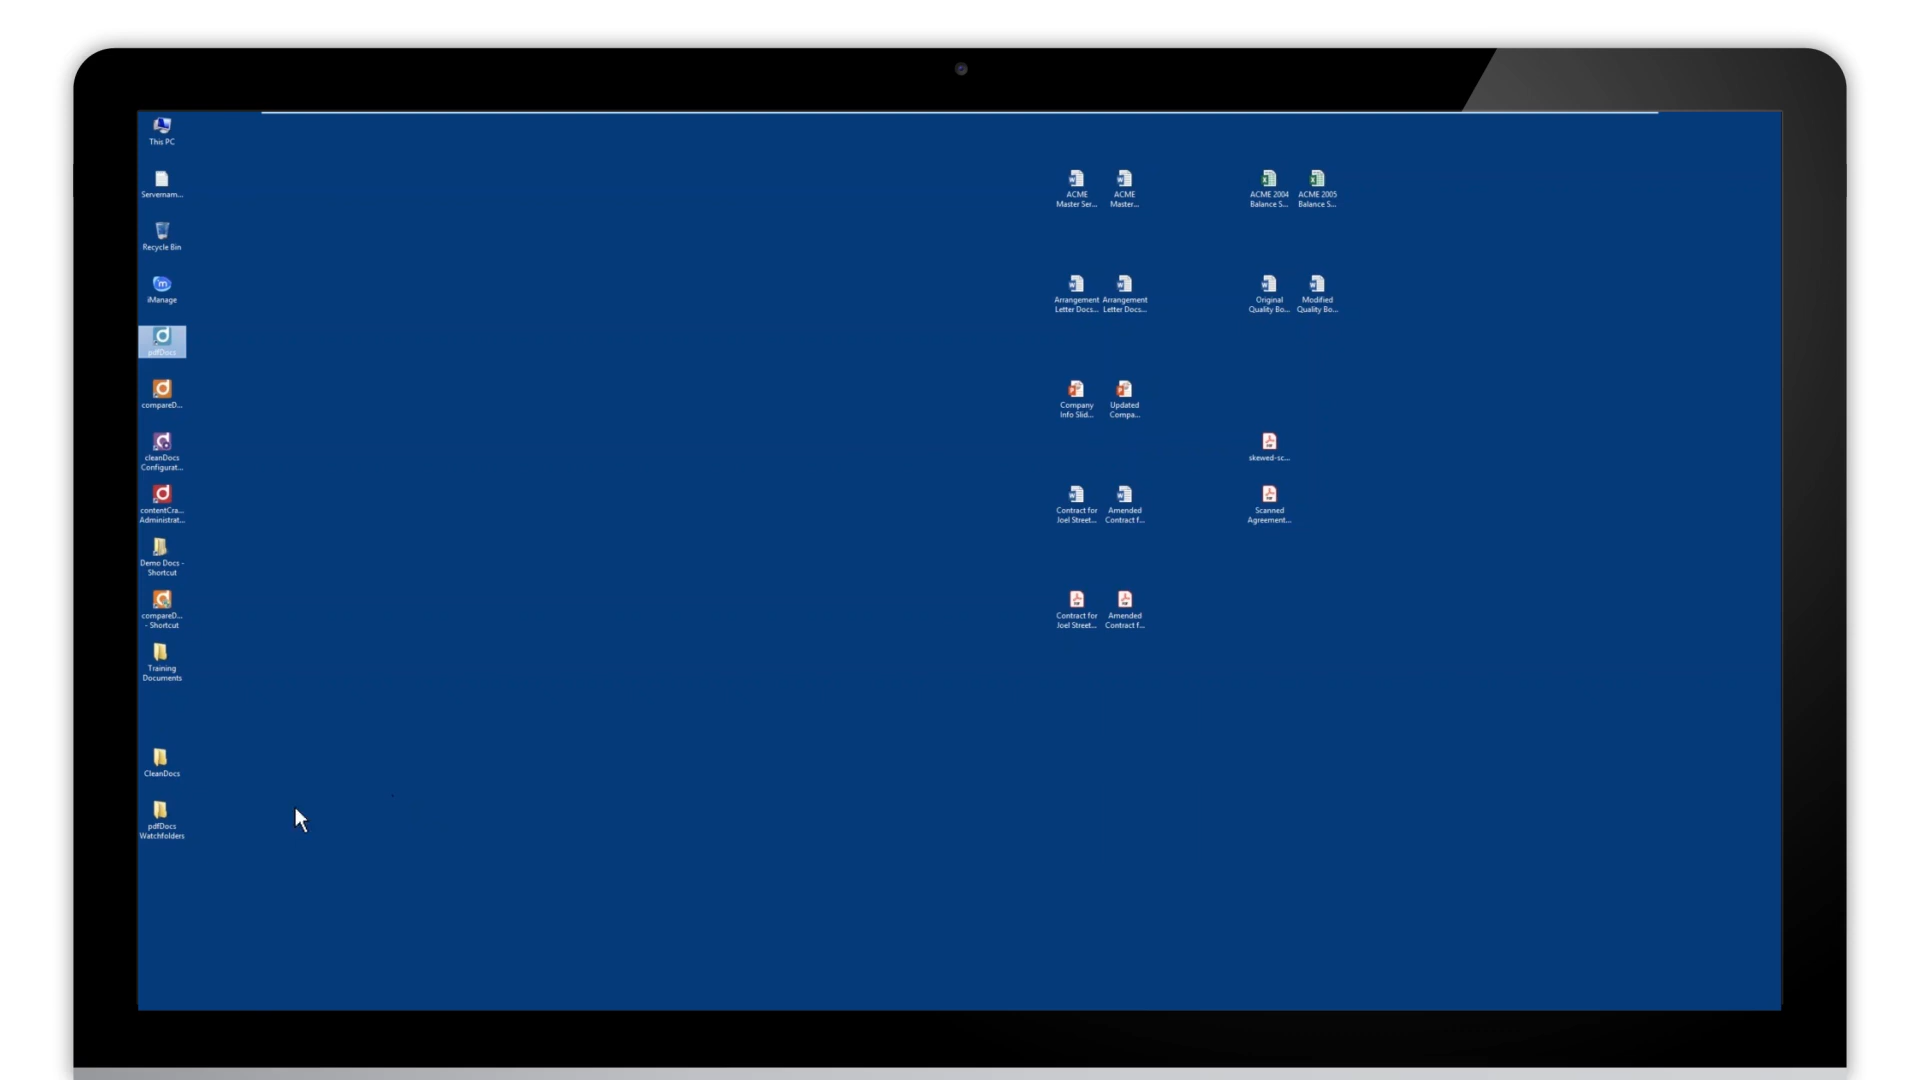 This PC
Servernam...
Recycle Bin
iManage
pdfDocs
compareD...
cleanDocs
Configurat...
contentCra...
Administrat...
Demo Docs -
Shortcut
compareD...
- Shortcut
Training
Documents
CleanDocs
pdfDocs
Watchfolders
ACME
Master Ser...
ACME
Master...
ACME 2004
Balance S...
ACME 2005
Balance S...
Arrangement
Letter Docs...
Arrangement
Letter Docs...
Original
Quality Bo...
Modified
Quality Bo...
Company
Info Slid...
Updated
Compa...
skewed-sc...
Contract for
Joel Street...
Amended
Contract f...
Scanned
Agreement...
Contract for
Joel Street...
Amended
Contract f...